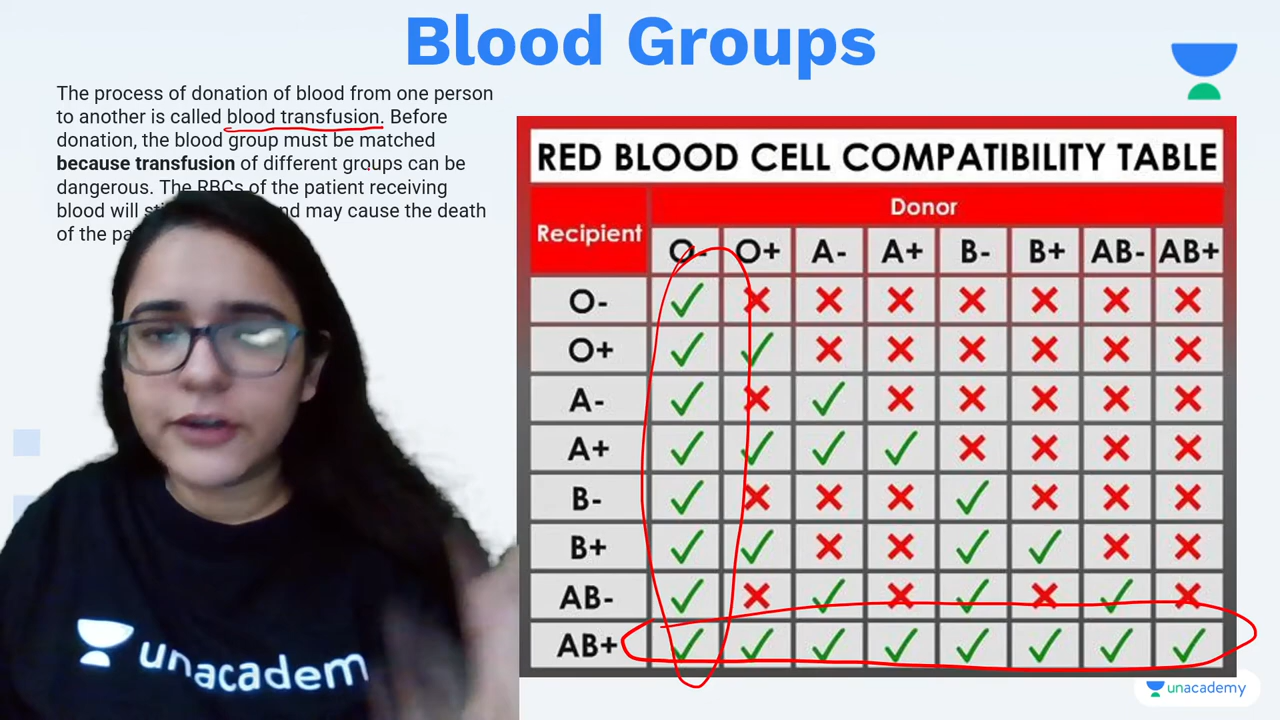 Blood Groups
The process of donation of blood from one person
to another is called blood transfusion. Before
donation, the blood group must be matched
because transfusion of different groups can be
dangerous. The RBCs of the patient receiving
blood will and may cause the death
of the
RED BLOOD CELL COMPATIBILITY TABLE
Donor
Recipient
O- O+ A- A+ B- B+ AB- AB+
O-
O+
A-
A+
B-
B+
AB-
AB+
unacademy
unacademy